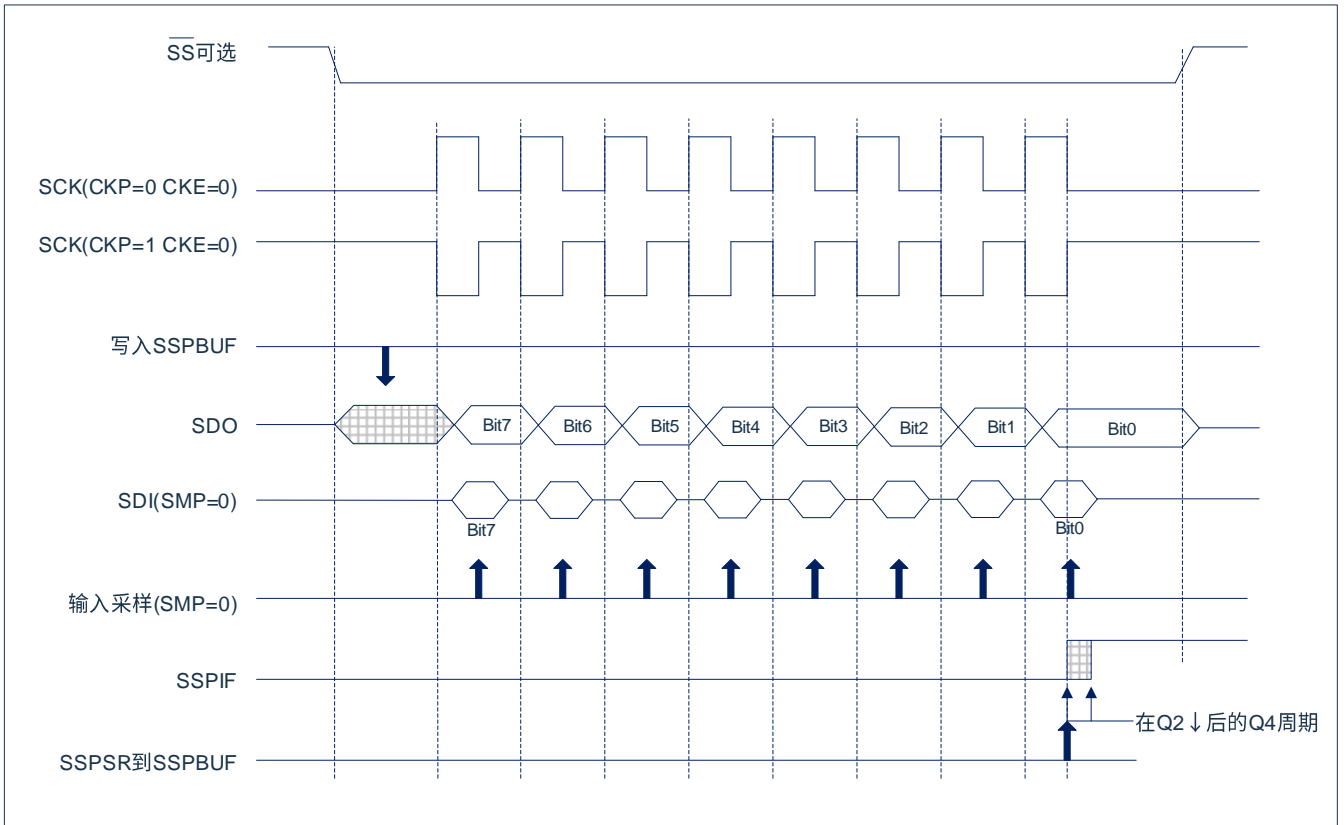 SS可选
SCK(CKP=0 CKE=0)
SCK(CKP=1 CKE=0)
写入SSPBUF
SDO
Bit7 Bit6 Bit5 Bit4 Bit3 Bit2 Bit1 Bit0
SDI(SMP=0)
Bit7 Bit0
输入采样(SMP=0)
SSPIF
在Q2↓后的Q4周期
SSPSR到SSPBUF